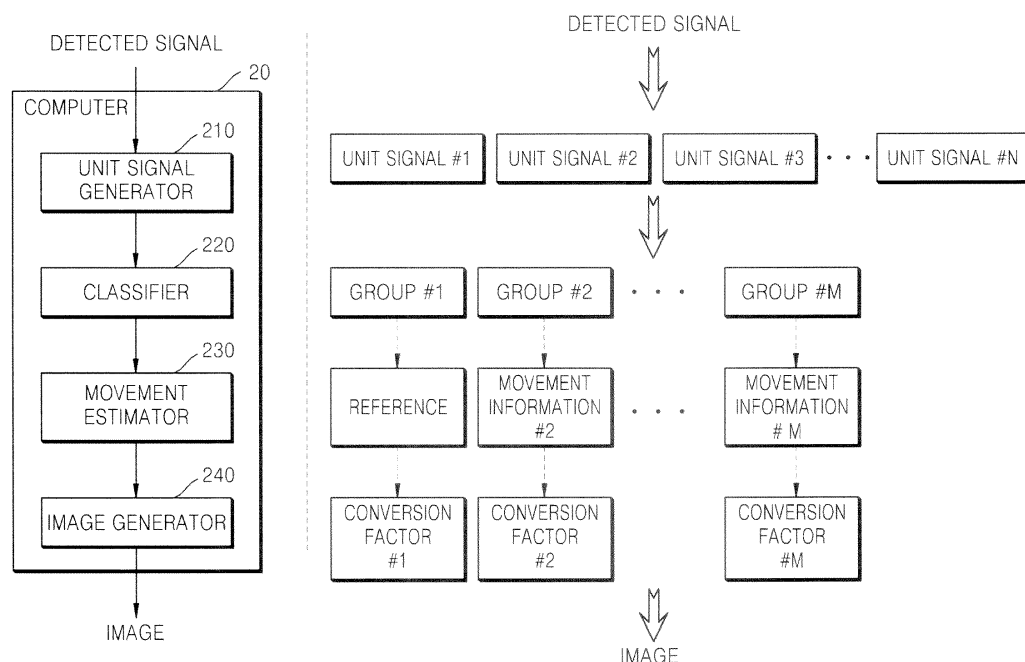 DETECTED SIGNAL
20
COMPUTER
210
UNIT SIGNAL
GENERATOR
220
CLASSIFIER
230
MOVEMENT
ESTIMATOR
240
IMAGE GENERATOR
IMAGE
DETECTED SIGNAL
UNIT SIGNAL #1 UNIT SIGNAL #2 UNIT SIGNAL #3 · · · UNIT SIGNAL #N
GROUP #1 GROUP #2 · · · GROUP #M
REFERENCE
MOVEMENT
INFORMATION
#2
· · ·
MOVEMENT
INFORMATION
# M
CONVERSION
FACTOR
#1
CONVERSION
FACTOR
#2
CONVERSION
FACTOR
#M
IMAGE